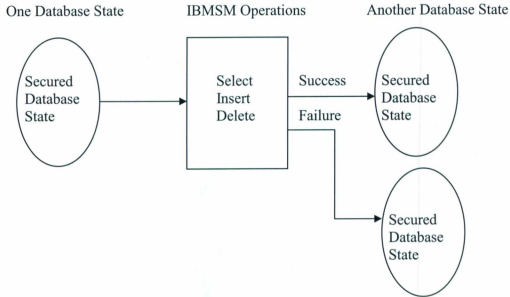 One Database State
IBMSM Operations
Another Database State
Secured
Database
State
Select
Insert
Delete
Success
Failure
Secured
Database
State
Secured
Database
State